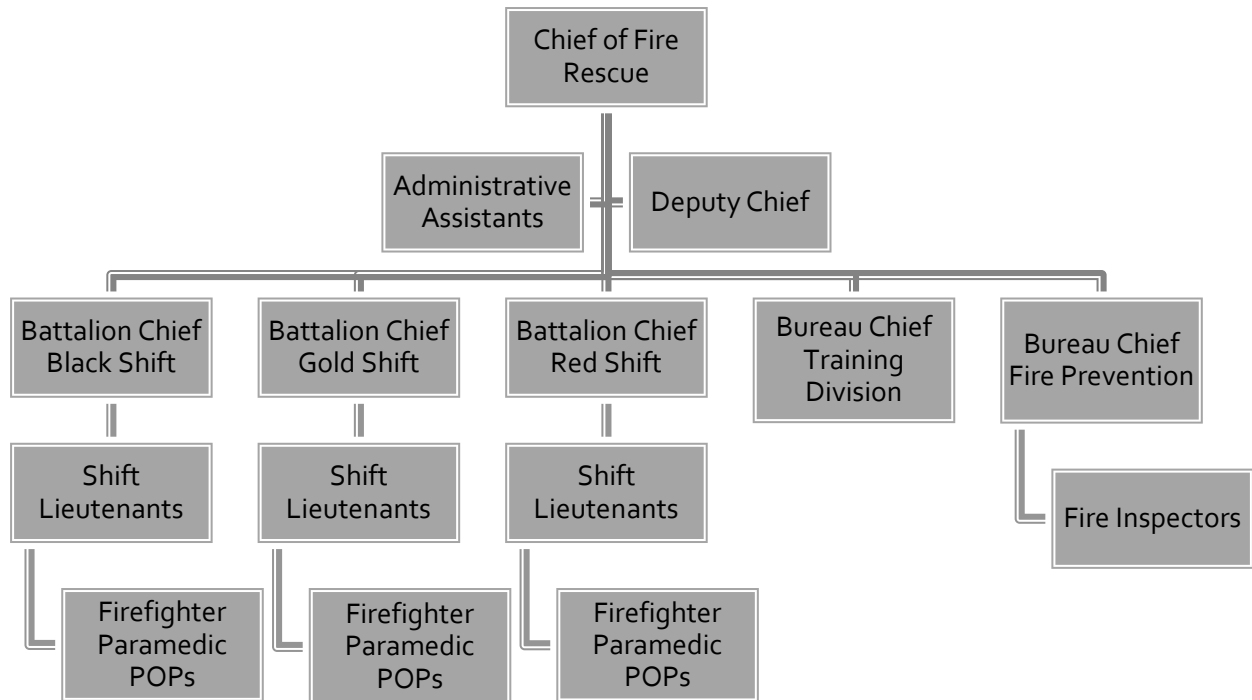 Chief of Fire
Rescue
Administrative
Assistants
Deputy Chief
Battalion Chief
Black Shift
Battalion Chief
Gold Shift
Battalion Chief
Red Shift
Bureau Chief
Training
Division
Bureau Chief
Fire Prevention
Shift
Lieutenants
Shift
Lieutenants
Shift
Lieutenants
Fire Inspectors
Firefighter
Paramedic
POPs
Firefighter
Paramedic
POPs
Firefighter
Paramedic
POPs